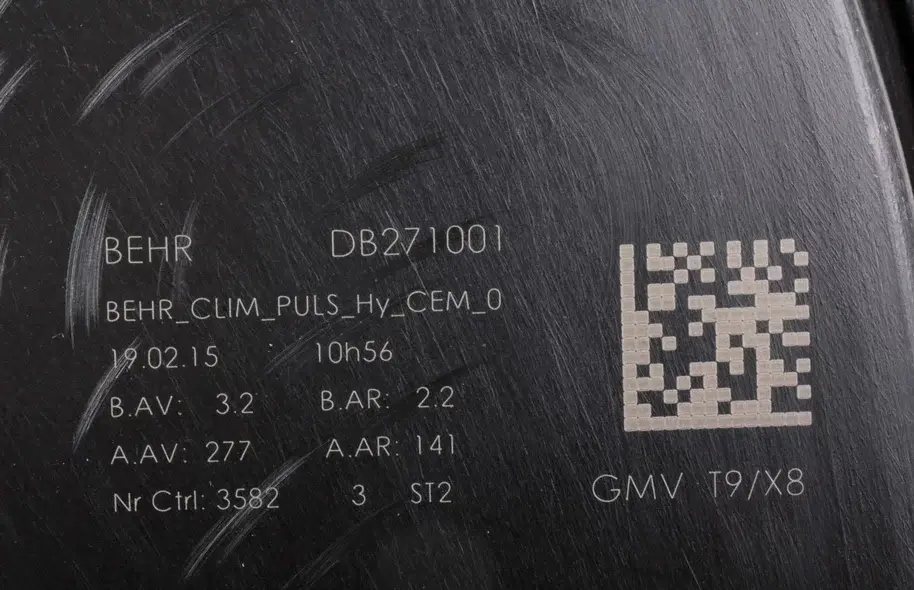 BEHR DB271001
BEHR_CLIM_PULS_Hy_CEM_0
19.02.15 10h56
B.AV: 3.2 B.AR: 2.2
A.AV: 277 A.AR: 141
Nr Ctrl: 3582 3 ST2
GMV T9/X8